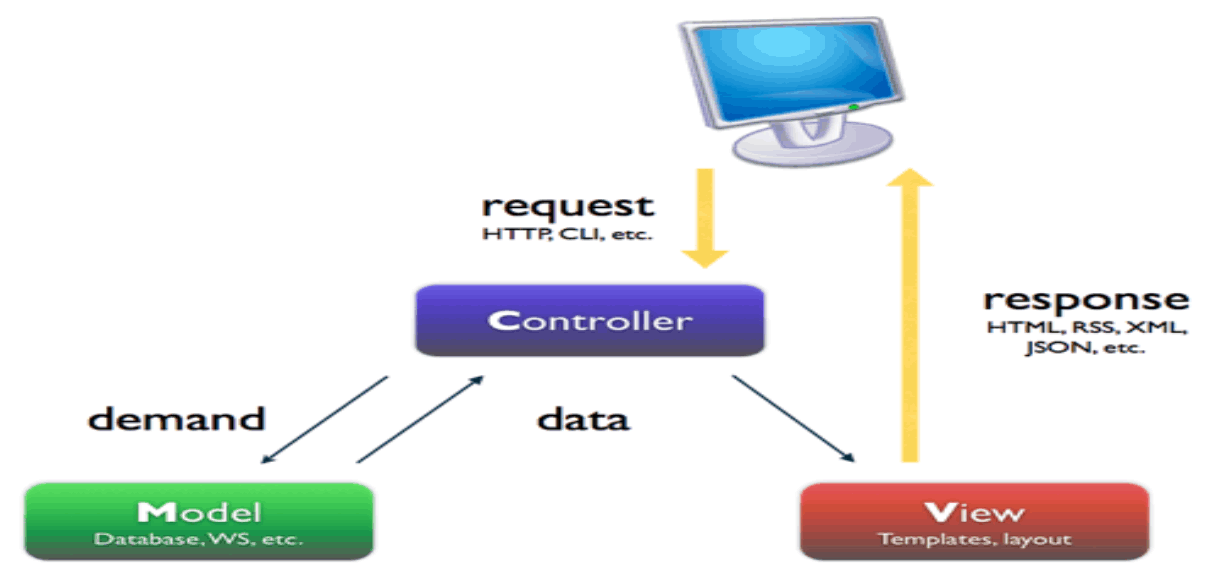 request
HTTP, CLI, etc.
Controller
response
HTML, RSS, XML,
JSON, etc.
demand
data
Model
Database, WS, etc.
View
Templates, layout